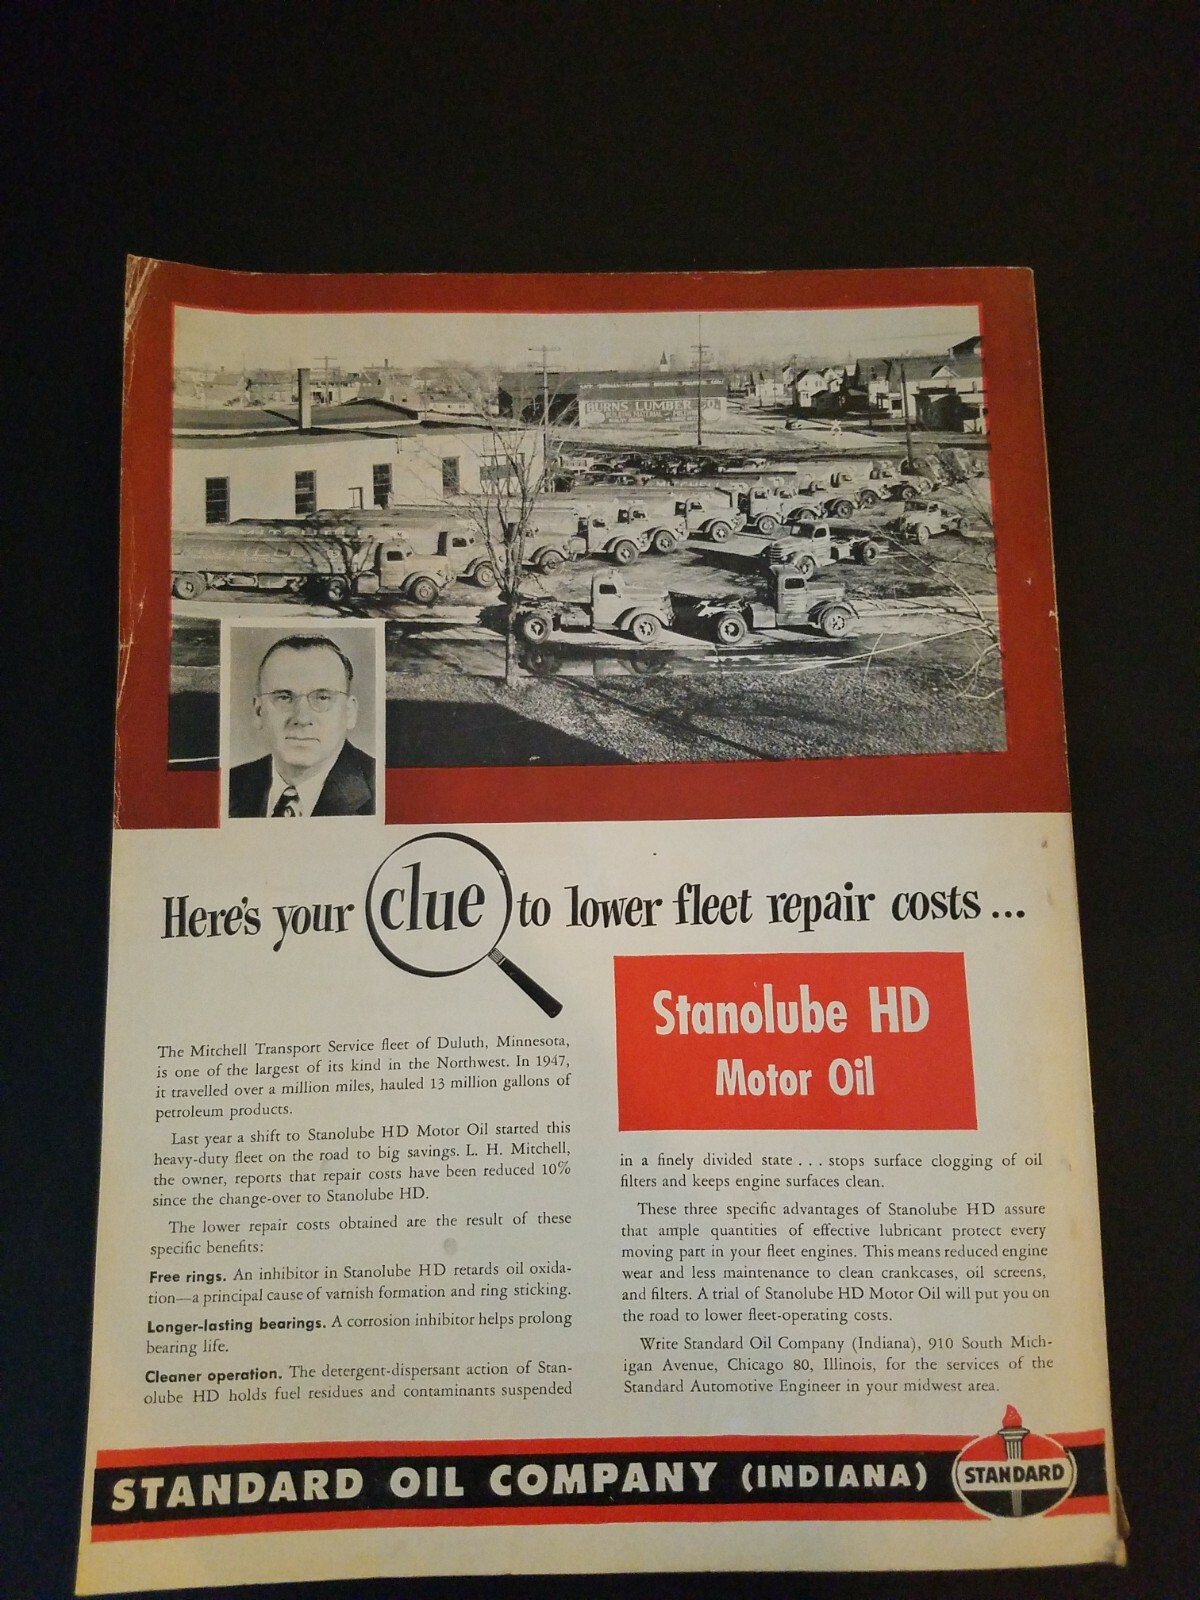 BURNS LUMBER CO.
BUILDING MATERIAL
Here's your clue to lower fleet repair costs ...
Stanolube HD
Motor Oil
The Mitchell Transport Service fleet of Duluth, Minnesota,
is one of the largest of its kind in the Northwest. In 1947,
it travelled over a million miles, hauled 13 million gallons of
petroleum products.
Last year a shift to Stanolube HD Motor Oil started this
heavy-duty fleet on the road to big savings. L. H. Mitchell,
the owner, reports that repair costs have been reduced 10%
since the change-over to Stanolube HD.
The lower repair costs obtained are the result of these
specific benefits:
Free rings. An inhibitor in Stanolube HD retards oil oxida-
tion—a principal cause of varnish formation and ring sticking.
Longer-lasting bearings. A corrosion inhibitor helps prolong
bearing life.
Cleaner operation. The detergent-dispersant action of Stan-
olube HD holds fuel residues and contaminants suspended
in a finely divided state . . . stops surface clogging of oil
filters and keeps engine surfaces clean.
These three specific advantages of Stanolube HD assure
that ample quantities of effective lubricant protect every
moving part in your fleet engines. This means reduced engine
wear and less maintenance to clean crankcases, oil screens,
and filters. A trial of Stanolube HD Motor Oil will put you on
the road to lower fleet-operating costs.
Write Standard Oil Company (Indiana), 910 South Mich-
igan Avenue, Chicago 80, Illinois, for the services of the
Standard Automotive Engineer in your midwest area.
STANDARD OIL COMPANY (INDIANA)
STANDARD